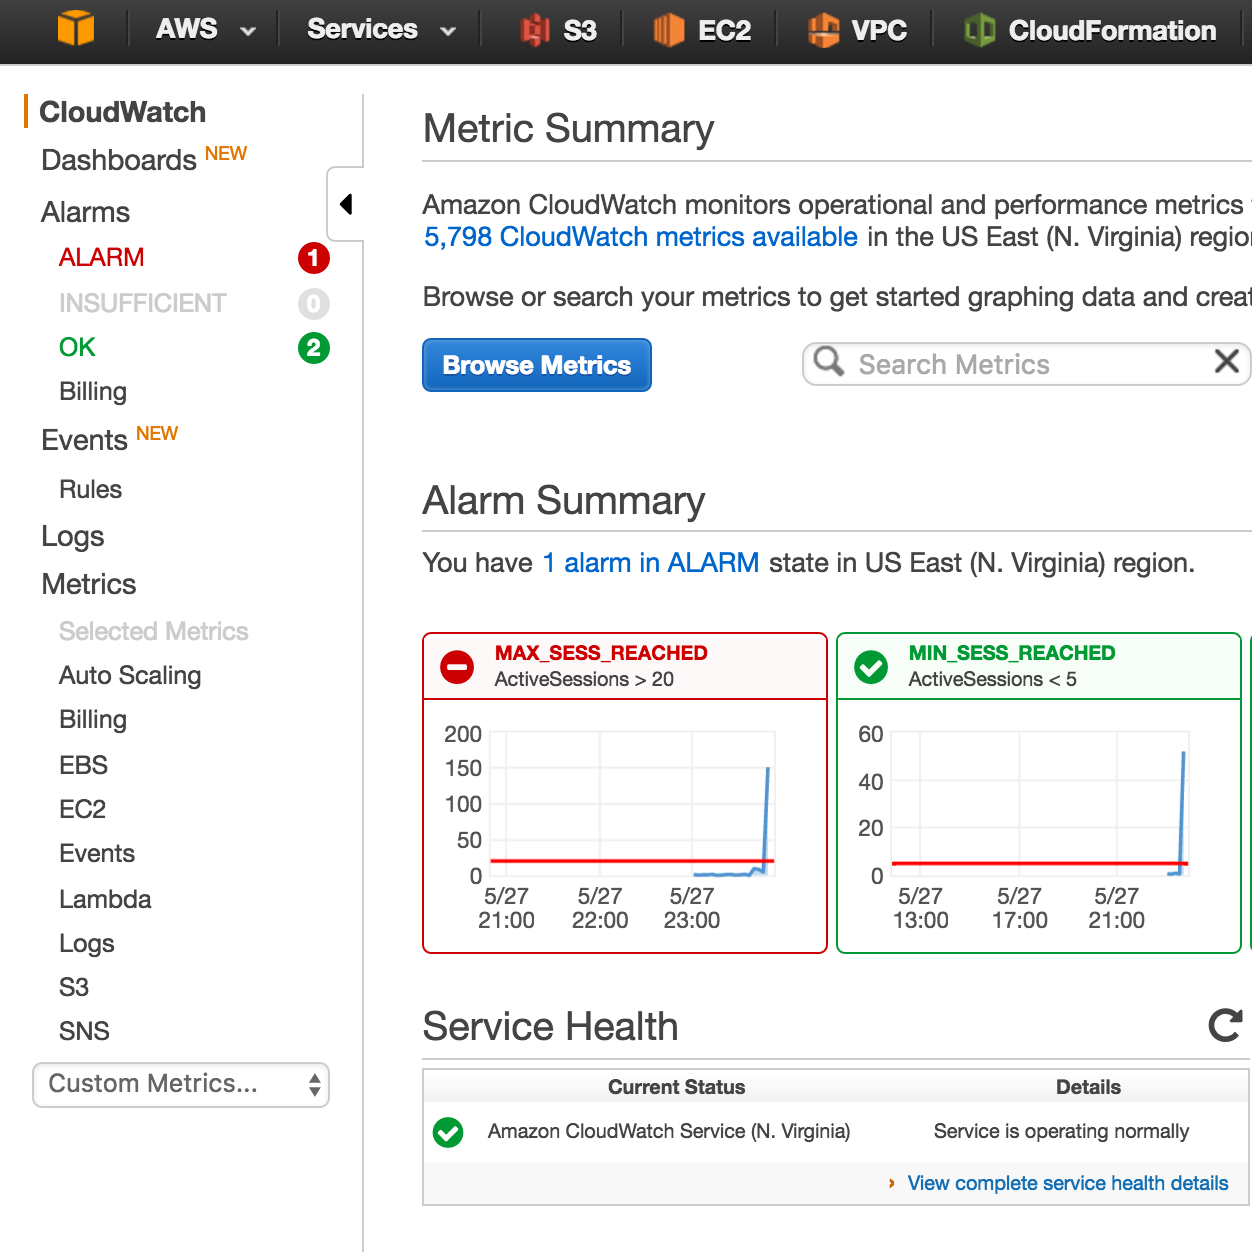 AWS Services S3 EC2 VPC CloudFormation
CloudWatch
Dashboards NEW
Alarms
ALARM 1
INSUFFICIENT 0
OK 2
Billing
Events NEW
Rules
Logs
Metrics
Selected Metrics
Auto Scaling
Billing
EBS
EC2
Events
Lambda
Logs
S3
SNS
Custom Metrics...
Metric Summary
Amazon CloudWatch monitors operational and performance metrics
5,798 CloudWatch metrics available in the US East (N. Virginia)
Browse or search your metrics to get started graphing data and
Browse Metrics
Search Metrics
Alarm Summary
You have 1 alarm in ALARM state in US East (N. Virginia) region.
MAX_SESS_REACHED
ActiveSessions > 20
200
150
100
50
0
5/27 5/27 5/27
21:00 22:00 23:00
MIN_SESS_REACHED
ActiveSessions < 5
60
40
20
0
5/27 5/27 5/27
13:00 17:00 21:00
Service Health
Current Status Details
Amazon CloudWatch Service (N. Virginia) Service is operating normally
View complete service health details